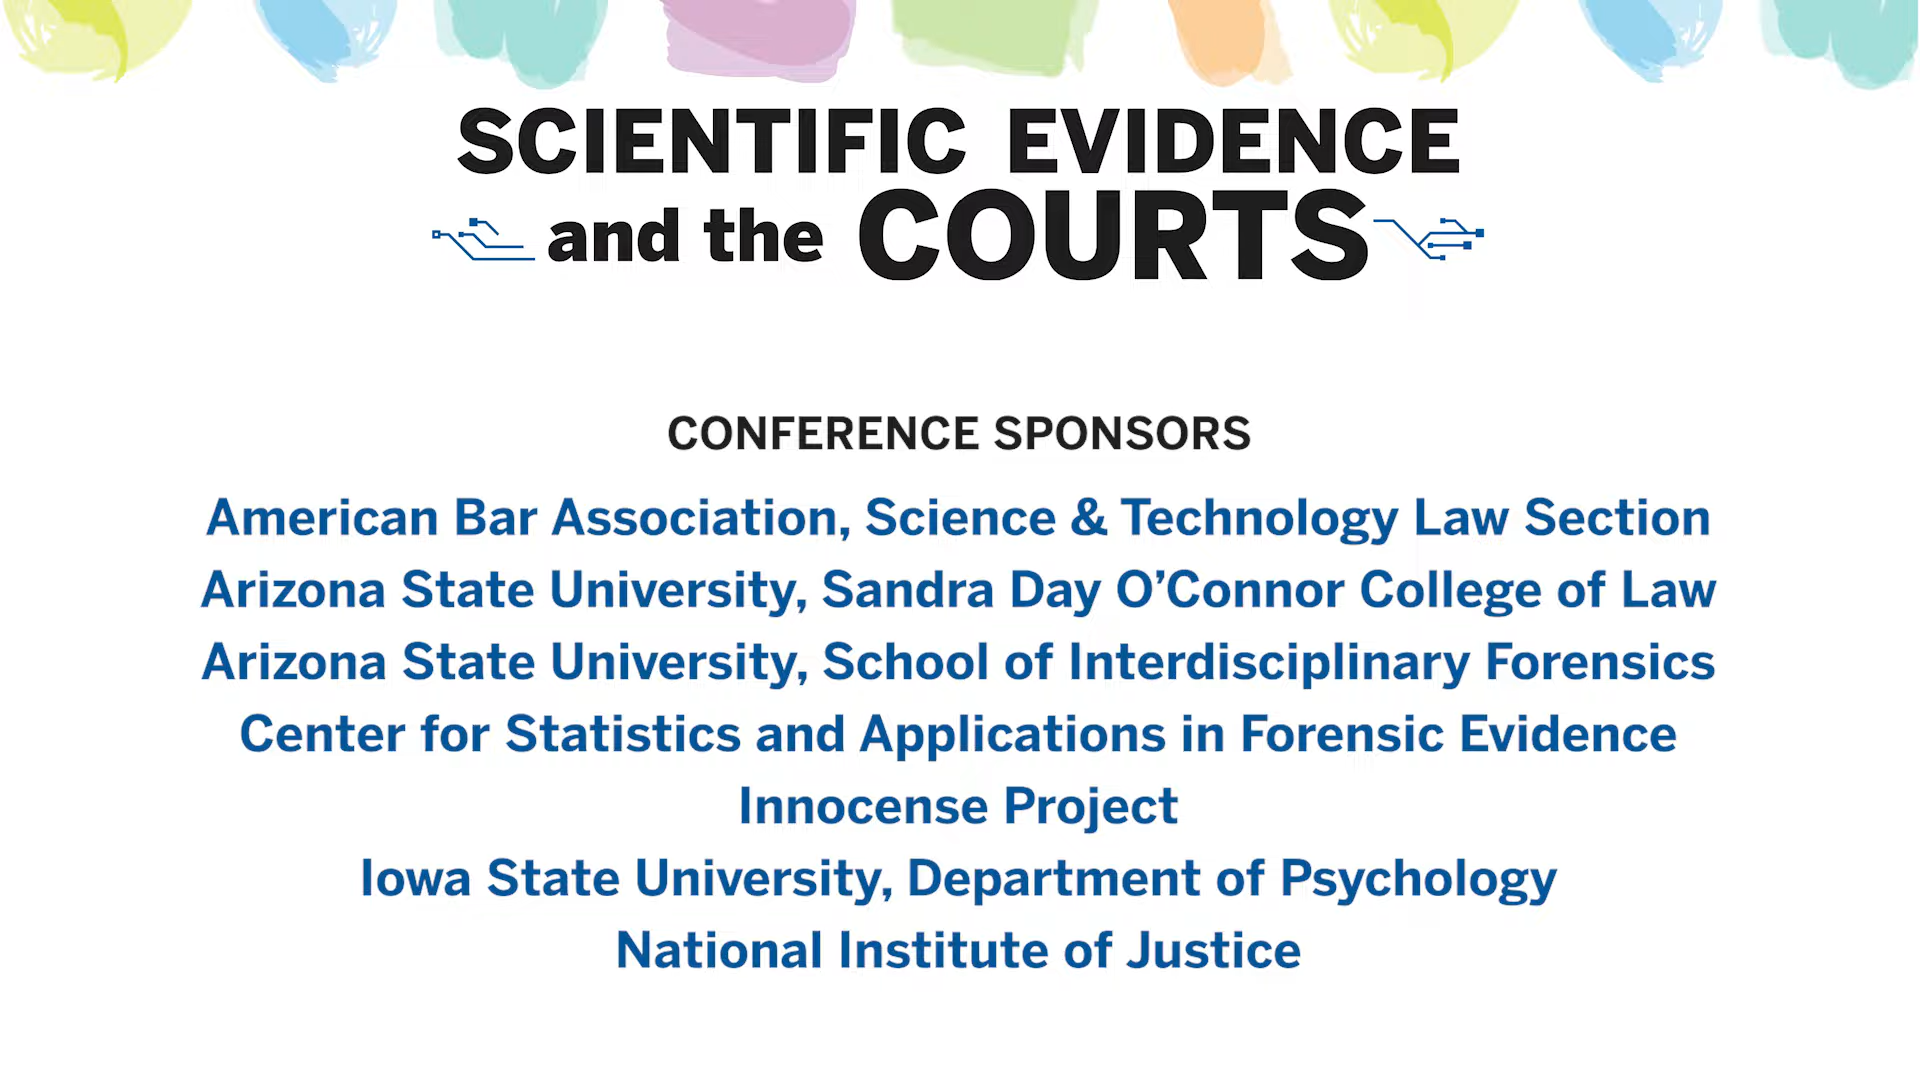 SCIENTIFIC EVIDENCE
and the COURTS
CONFERENCE SPONSORS
American Bar Association, Science & Technology Law Section
Arizona State University, Sandra Day O’Connor College of Law
Arizona State University, School of Interdisciplinary Forensics
Center for Statistics and Applications in Forensic Evidence
Innocense Project
Iowa State University, Department of Psychology
National Institute of Justice